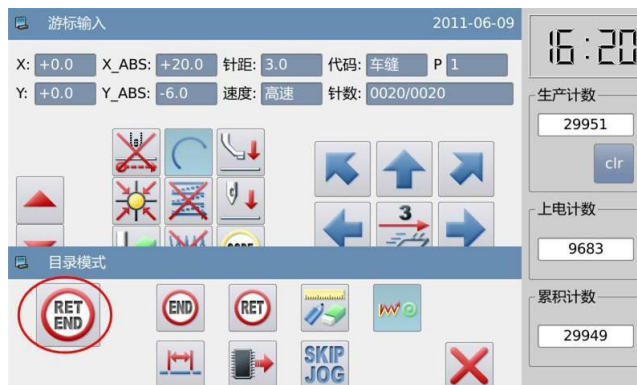 游标输入 2011-06-09
16:20
X: +0.0 X_ABS: +20.0 针距: 3.0 代码: 车缝 P 1
Y: +0.0 Y_ABS: -6.0 速度: 高速 针数: 0020/0020
生产计数
29951
clr
上电计数
9683
累积计数
29949
3
目录模式
RET
END
END
RET
SKIP
JOG